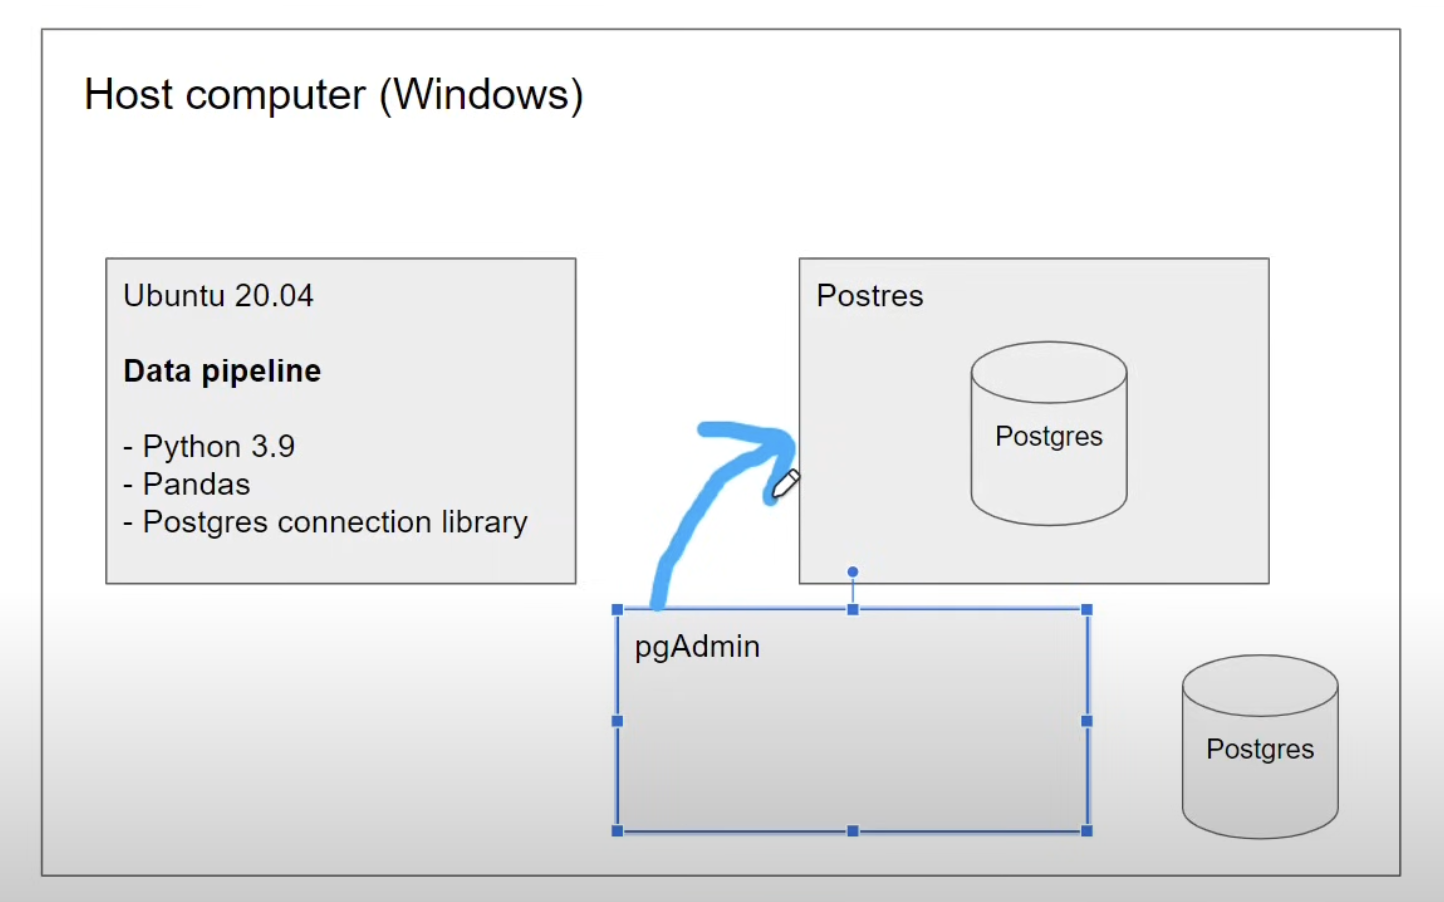 Host computer (Windows)
Ubuntu 20.04
Data pipeline
- Python 3.9
- Pandas
- Postgres connection library
Postres
Postgres
pgAdmin
Postgres